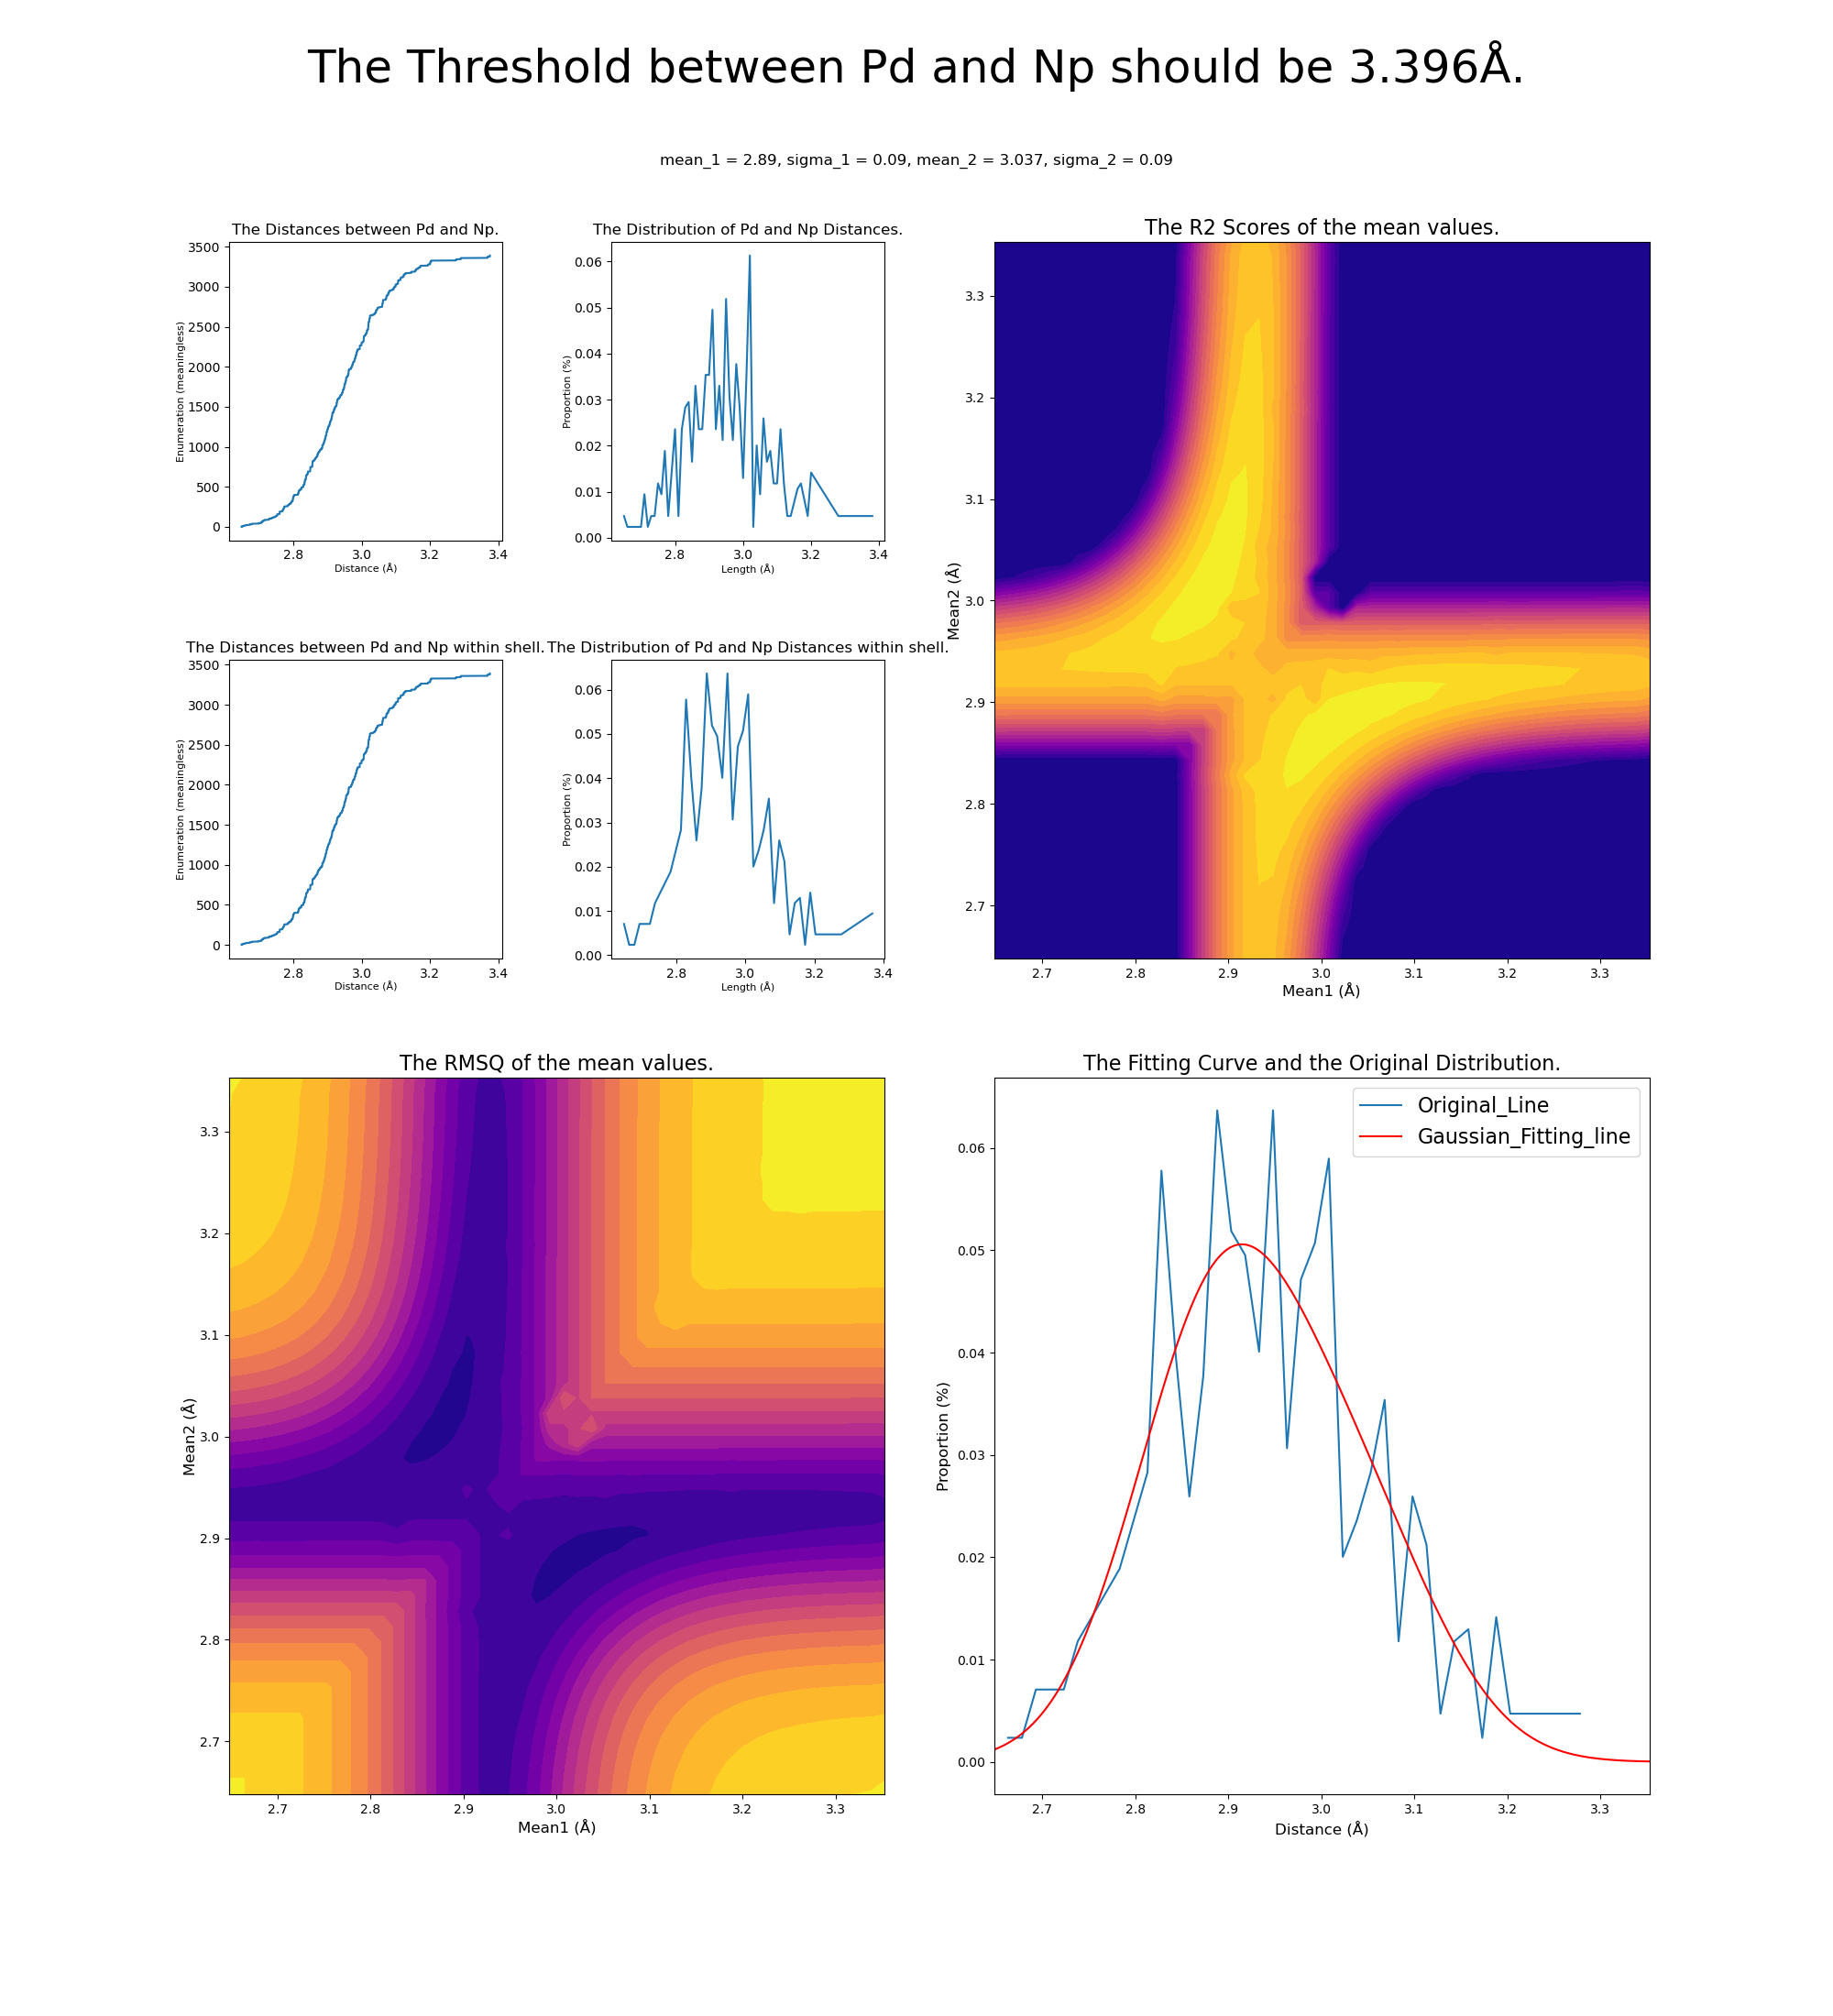 The Threshold between Pd and Np should be 3.396Å.
mean_1 = 2.89, sigma_1 = 0.09, mean_2 = 3.037, sigma_2 = 0.09
The Distances between Pd and Np.
3500
3000
2500
2000
1500
1000
500
0
Enumeration (meaningless)
2.8 3.0 3.2 3.4
Distance (Å)
The Distribution of Pd and Np Distances.
0.06
0.05
0.04
0.03
0.02
0.01
0.00
Proportion (%)
2.8 3.0 3.2 3.4
Length (Å)
The R2 Scores of the mean values.
3.3
3.2
3.1
3.0
2.9
2.8
2.7
Mean2 (Å)
2.7 2.8 2.9 3.0 3.1 3.2 3.3
Mean1 (Å)
The Distances between Pd and Np within shell.
3500
3000
2500
2000
1500
1000
500
0
Enumeration (meaningless)
2.8 3.0 3.2 3.4
Distance (Å)
The Distribution of Pd and Np Distances within shell.
0.06
0.05
0.04
0.03
0.02
0.01
0.00
Proportion (%)
2.8 3.0 3.2 3.4
Length (Å)
The RMSQ of the mean values.
3.3
3.2
3.1
3.0
2.9
2.8
2.7
Mean2 (Å)
2.7 2.8 2.9 3.0 3.1 3.2 3.3
Mean1 (Å)
The Fitting Curve and the Original Distribution.
Original_Line
Gaussian_Fitting_line
0.06
0.05
0.04
0.03
0.02
0.01
0.00
Proportion (%)
2.7 2.8 2.9 3.0 3.1 3.2 3.3
Distance (Å)